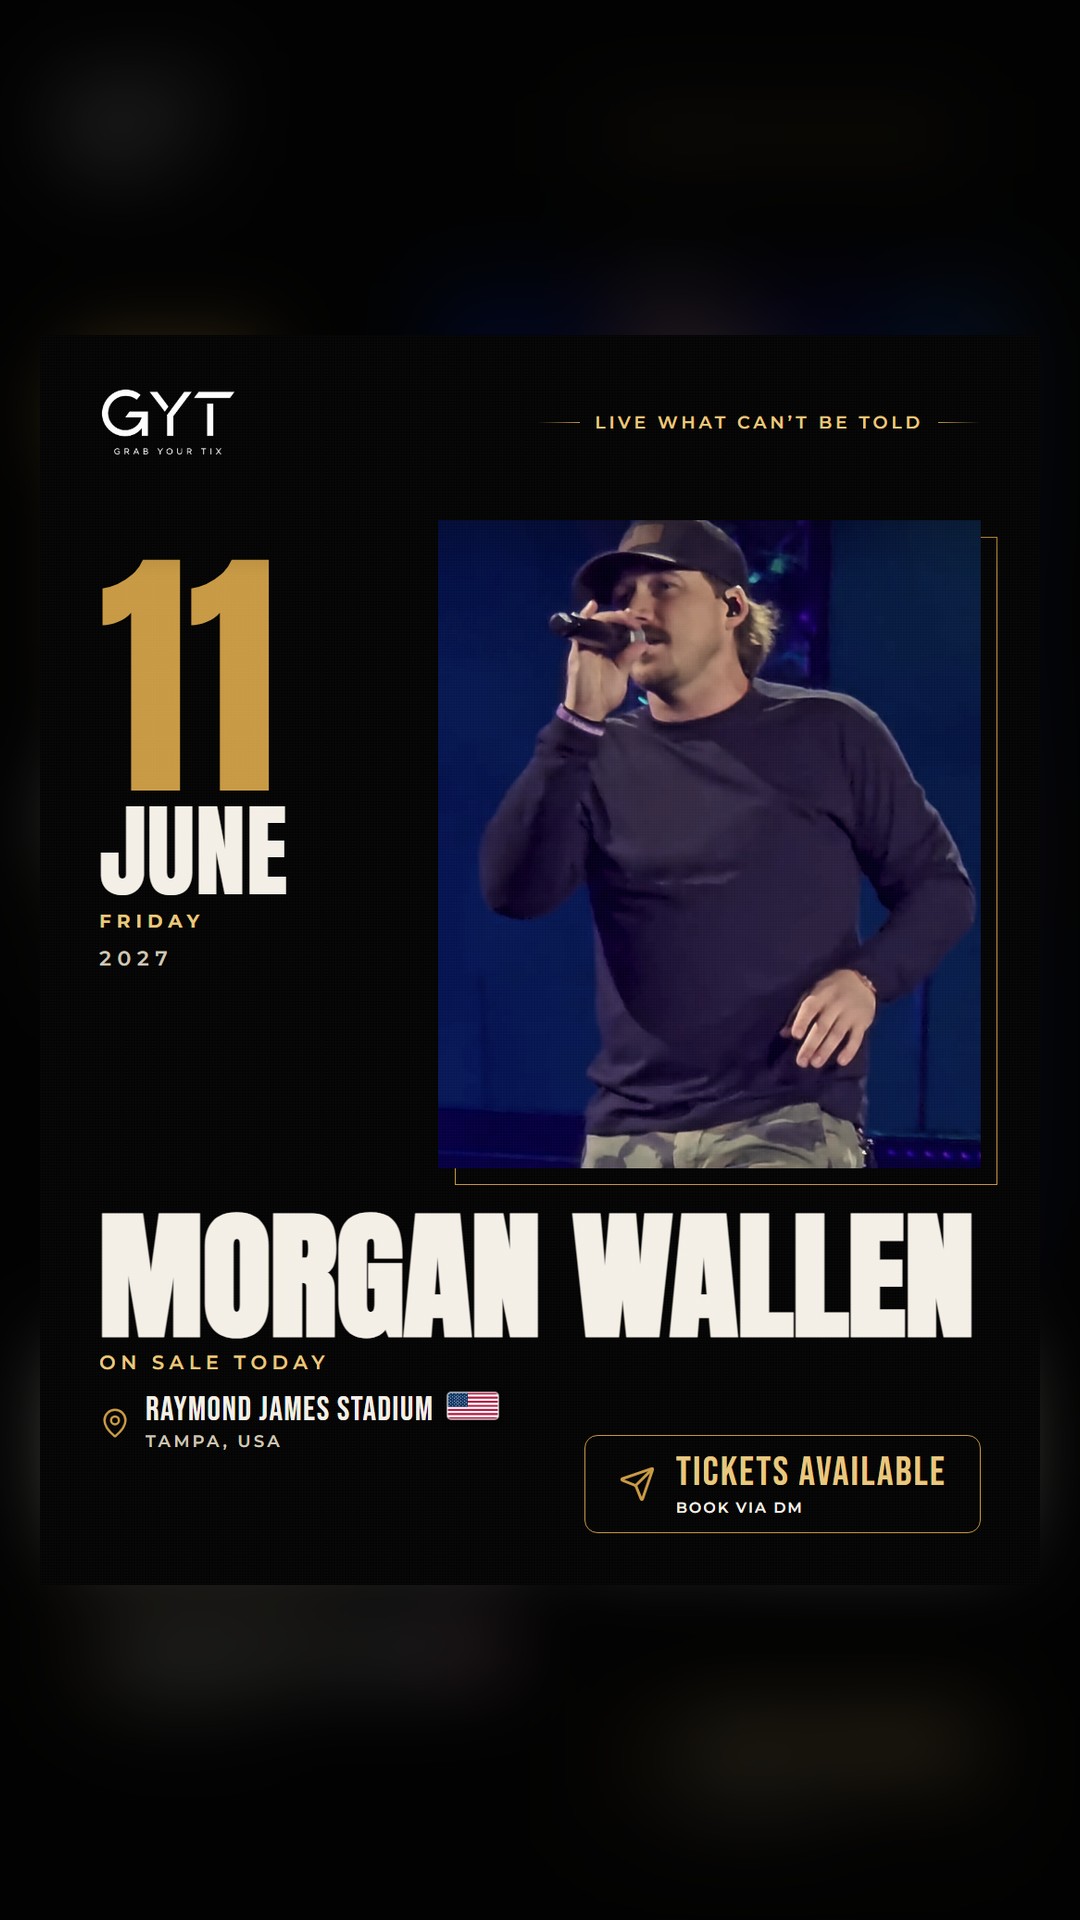 GYT
GRAB YOUR TIX
LIVE WHAT CAN’T BE TOLD
11
JUNE
FRIDAY
2027
MORGAN WALLEN
ON SALE TODAY
RAYMOND JAMES STADIUM
TAMPA, USA
TICKETS AVAILABLE
BOOK VIA DM